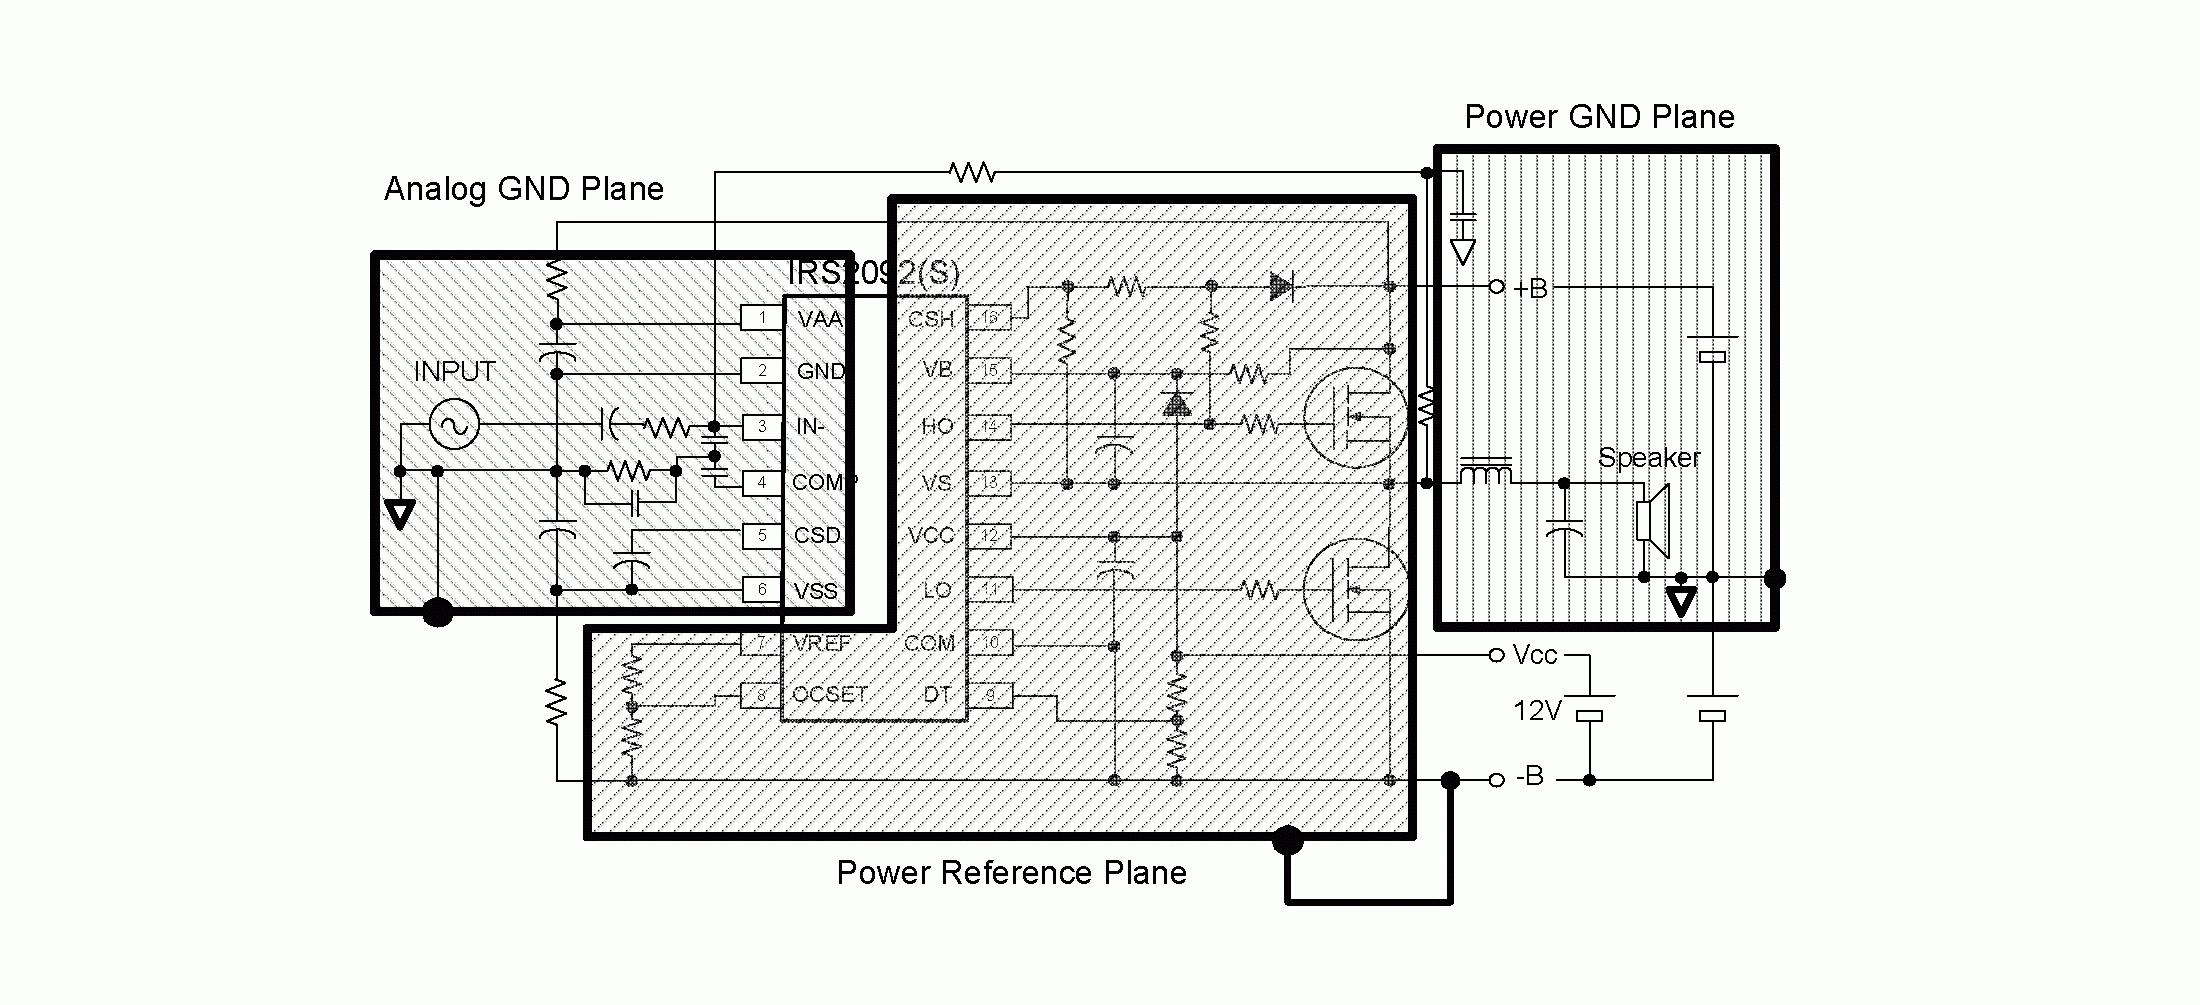 Power GND Plane
Analog GND Plane
IRS2092(S)
+B
1 VAA CSH 16
INPUT
2 GND VB 15
3 IN- HO 14
Speaker
4 COMP VS 13
5 CSD VCC 12
6 VSS LO 11
7 VREF COM 10
Vcc
8 OCSET DT 9
12V
-B
Power Reference Plane